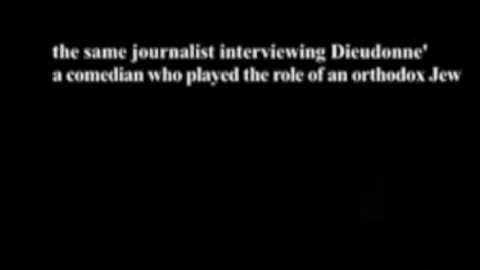 the same journalist interviewing Dieudonne'
a comedian who played the role of an orthodox Jew